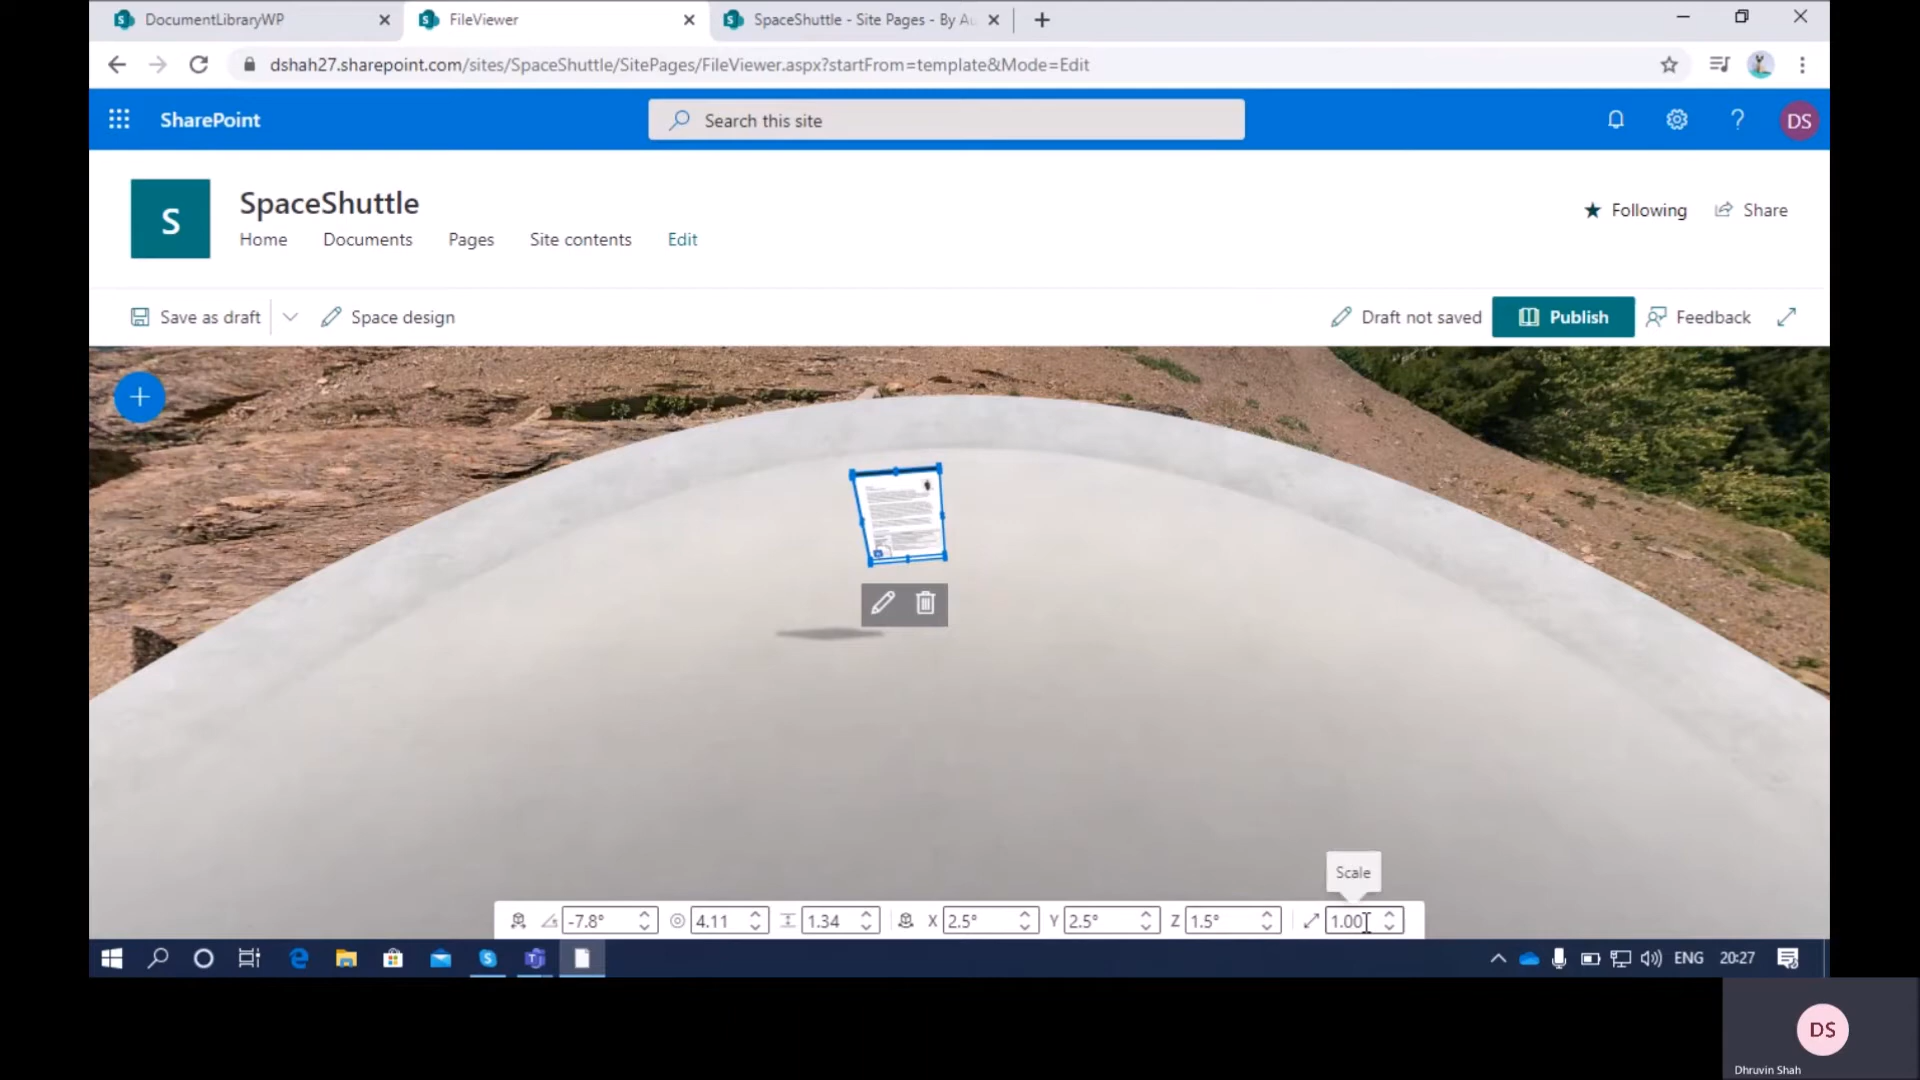 DocumentLibraryWP
FileViewer
SpaceShuttle - Site Pages - By Au
dshah27.sharepoint.com/sites/SpaceShuttle/SitePages/FileViewer.aspx?startFrom=template&Mode=Edit
SharePoint
Search this site
DS
S
SpaceShuttle
Home Documents Pages Site contents Edit
Following Share
Save as draft Space design
Draft not saved Publish Feedback
Scale
-7.8° 4.11 1.34 X 2.5° Y 2.5° Z 1.5° 1.00
ENG 20:27
DS
Dhruvin Shah